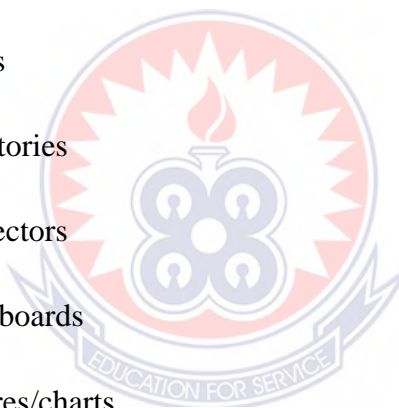 s
tories
ectors
boards
res/charts
EDUCATION FOR SERVICE